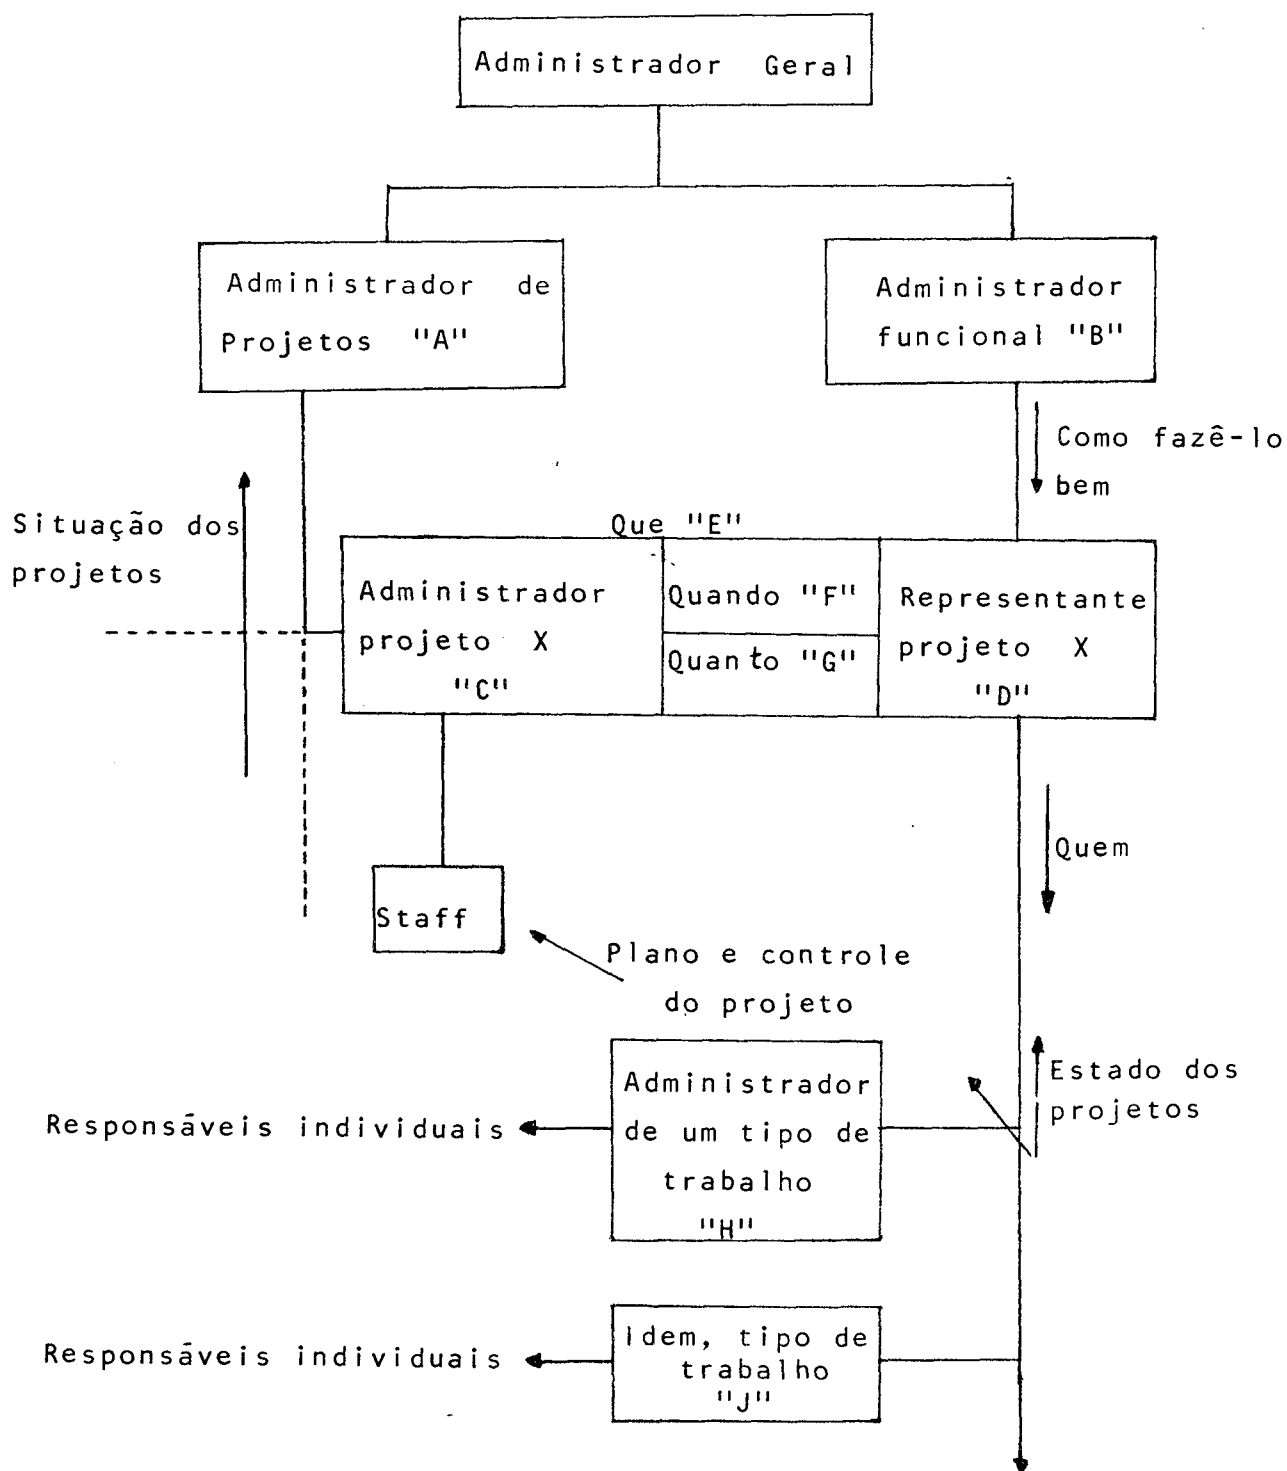 Administrador Geral
Administrador de
Projetos "A"
Administrador
funcional "B"
Como fazê-lo
bem
Situação dos
projetos
Que "E"
Administrador
projeto X
"C"
Quando "F"
Quanto "G"
Representante
projeto X
"D"
Quem
Staff
Plano e controle
do projeto
Administrador
de um tipo de
trabalho
"H"
Estado dos
projetos
Responsáveis individuais
Idem, tipo de
trabalho
"J"
Responsáveis individuais